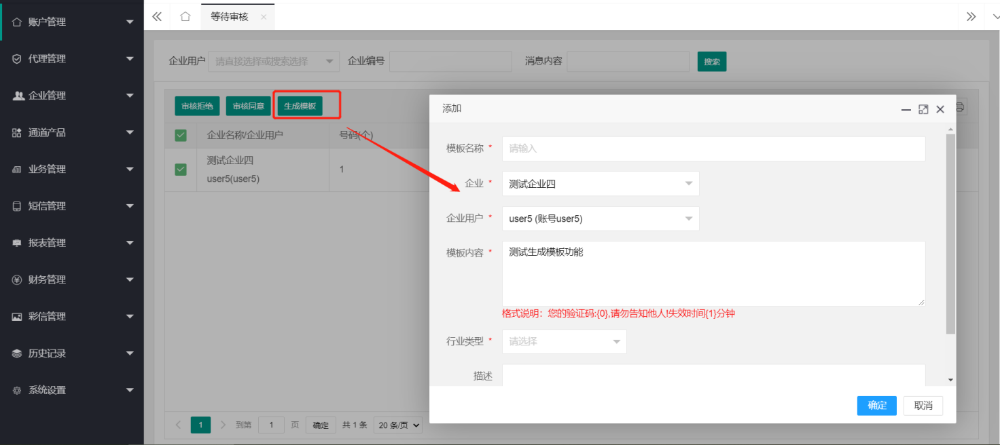 账户管理
代理管理
企业管理
通道产品
业务管理
短信管理
报表管理
财务管理
彩信管理
历史记录
系统设置
等待审核
企业用户 请直接选择或搜索选择 企业编号 消息内容 搜索
审核拒绝 审核同意 生成模板
企业名称/企业用户 号码(个)
测试企业四
user5(user5)
1
1 到第 1 页 确定 共 1 条 20 条/页
添加
模板名称 * 请输入
企业 * 测试企业四
企业用户 * user5 (账号user5)
模板内容 * 测试生成模板功能
格式说明：您的验证码:{0},请勿告知他人!失效时间{1}分钟
行业类型 * 请选择
描述
确定 取消